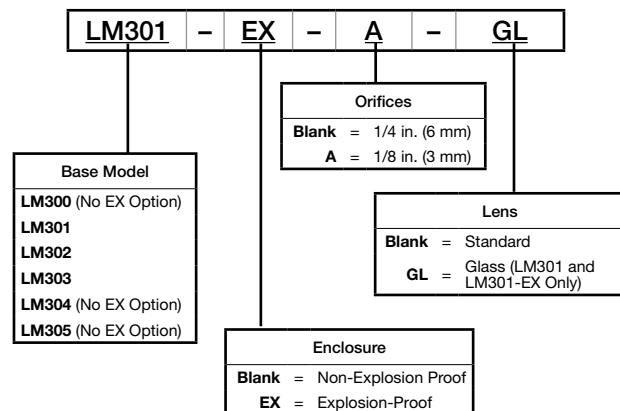 LM301 – EX – A – GL
Orifices
Blank = 1/4 in. (6 mm)
A = 1/8 in. (3 mm)
Base Model
LM300 (No EX Option)
LM301
LM302
LM303
LM304 (No EX Option)
LM305 (No EX Option)
Lens
Blank = Standard
GL = Glass (LM301 and
LM301-EX Only)
Enclosure
Blank = Non-Explosion Proof
EX = Explosion-Proof